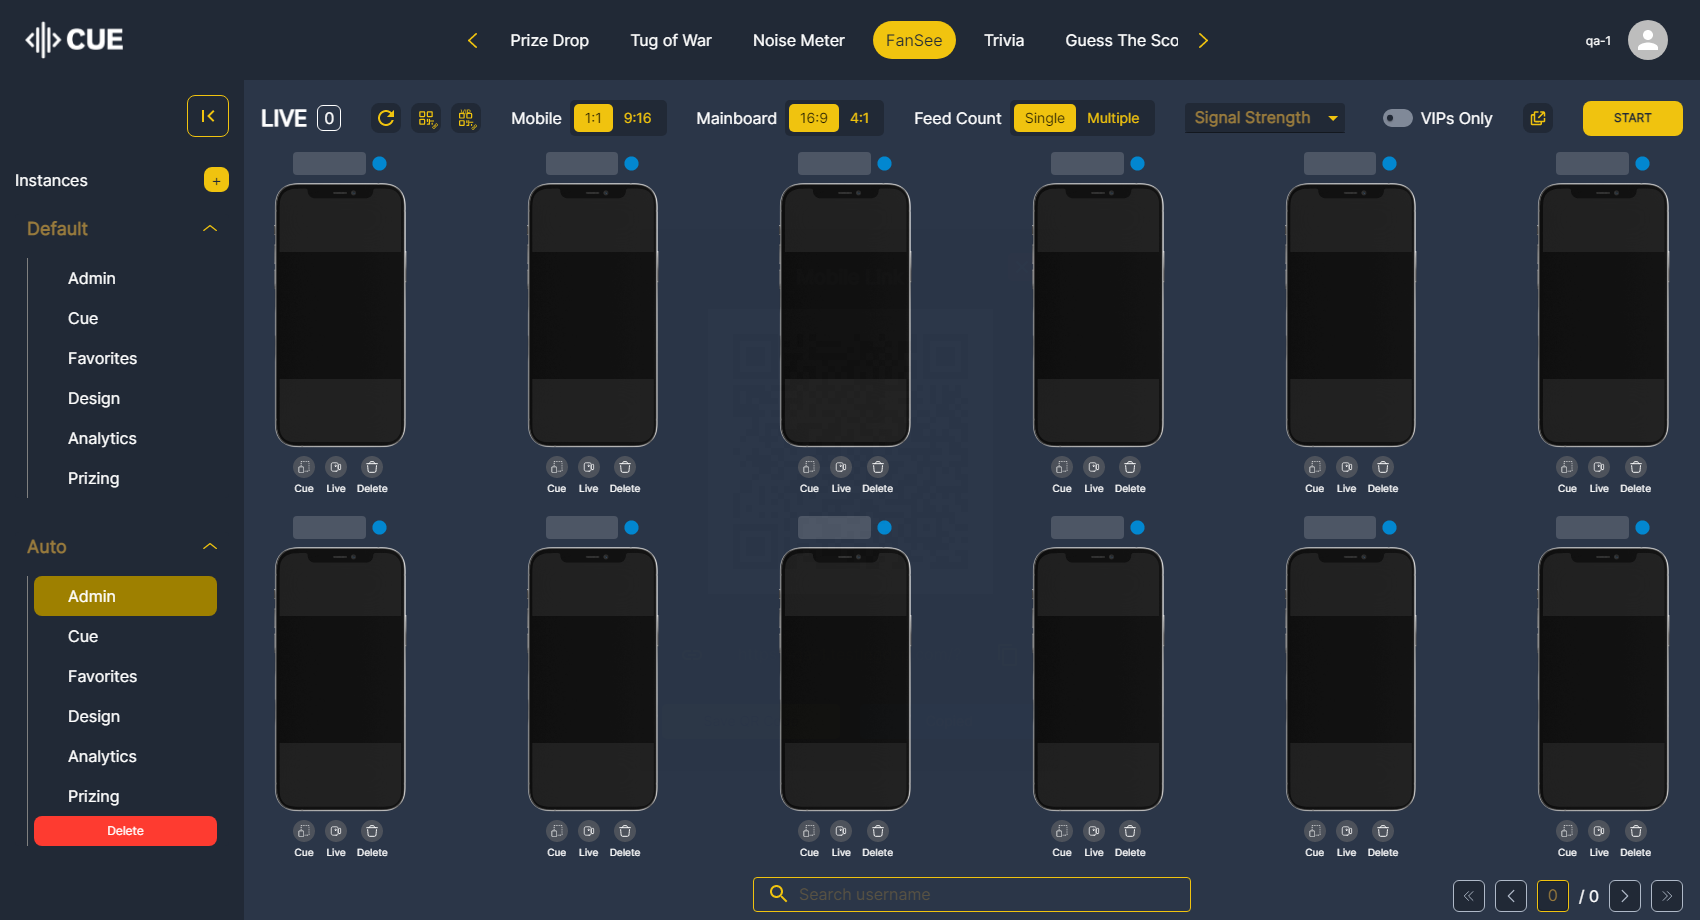 CUE
Prize Drop Tug of War Noise Meter FanSee Trivia Guess The Sco
qa-1
LIVE 0 Mobile 1:1 9:16 Mainboard 16:9 4:1 Feed Count Single Multiple Signal Strength VIPs Only START
Instances +
Default
Admin
Cue
Favorites
Design
Analytics
Prizing
Auto
Admin
Cue
Favorites
Design
Analytics
Prizing
Delete
Cue Live Delete Cue Live Delete Cue Live Delete Cue Live Delete Cue Live Delete Cue Live Delete
Cue Live Delete Cue Live Delete Cue Live Delete Cue Live Delete Cue Live Delete Cue Live Delete
Search username
0 / 0